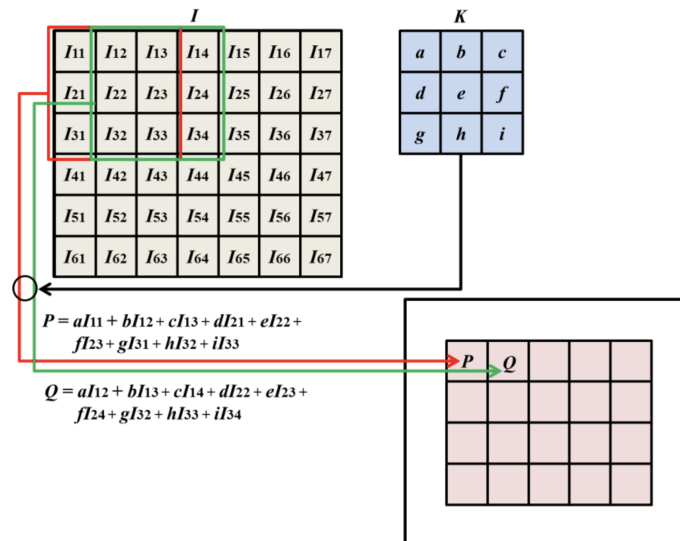 I
K
I11 I12 I13 I14 I15 I16 I17
I21 I22 I23 I24 I25 I26 I27
I31 I32 I33 I34 I35 I36 I37
I41 I42 I43 I44 I45 I46 I47
I51 I52 I53 I54 I55 I56 I57
I61 I62 I63 I64 I65 I66 I67
a b c
d e f
g h i
P = aI11 + bI12 + cI13 + dI21 + eI22 +
fI23 + gI31 + hI32 + iI33
Q = aI12 + bI13 + cI14 + dI22 + eI23 +
fI24 + gI32 + hI33 + iI34
P Q